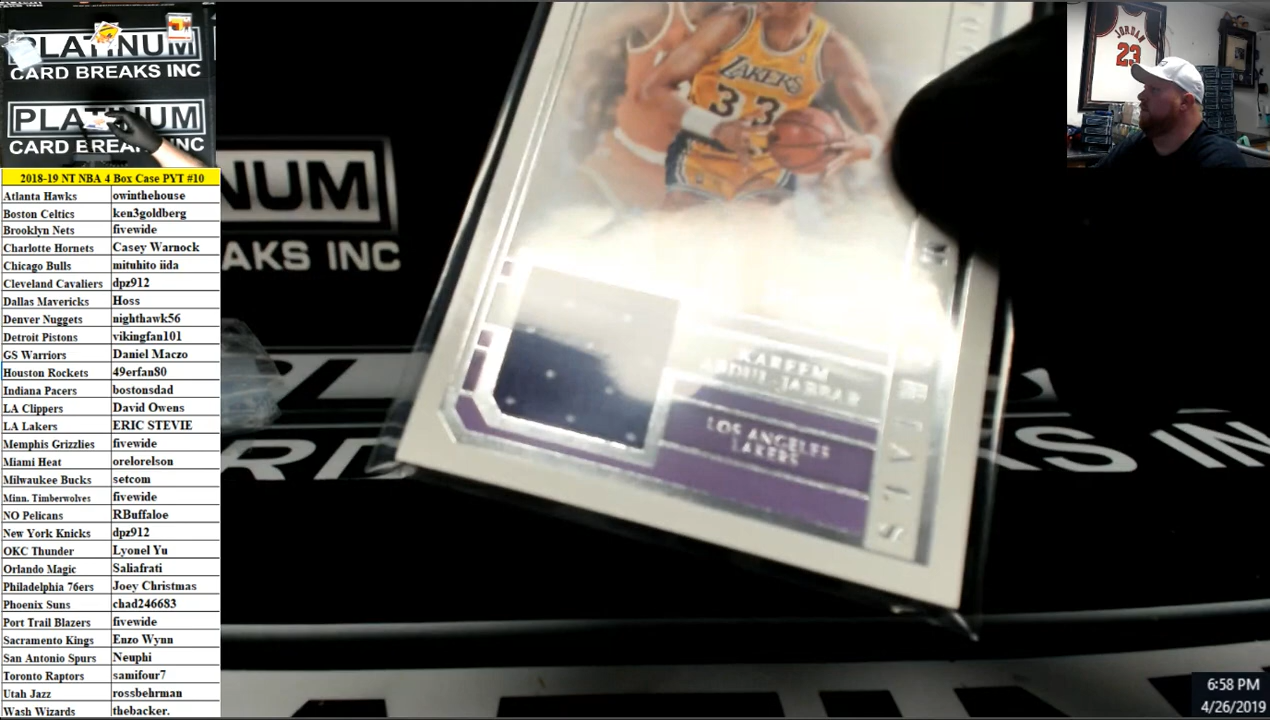 PLATINUM
CARD BREAKS INC
PLATINUM
CARD BREAKS INC
2018-19 NT NBA 4 Box Case PYT #10
Atlanta Hawks owinthehouse
Boston Celtics ken3goldberg
Brooklyn Nets fivewide
Charlotte Hornets Casey Warnock
Chicago Bulls mituhito iida
Cleveland Cavaliers dpz912
Dallas Mavericks Hoss
Denver Nuggets nighthawk56
Detroit Pistons vikingfan101
GS Warriors Daniel Maczo
Houston Rockets 49erfan80
Indiana Pacers bostonsdad
LA Clippers David Owens
LA Lakers ERIC STEVIE
Memphis Grizzlies fivewide
Miami Heat orelorelson
Milwaukee Bucks setcom
Minn. Timberwolves fivewide
NO Pelicans RBuffaloe
New York Knicks dpz912
OKC Thunder Lyonel Yu
Orlando Magic Saliafrati
Philadelphia 76ers Joey Christmas
Phoenix Suns chad246683
Port Trail Blazers fivewide
Sacramento Kings Enzo Wynn
San Antonio Spurs Neuphi
Toronto Raptors samifour7
Utah Jazz rossbehrman
Wash Wizards thebacker.
NUM
AKS INC
LAKERS
33
KAREEM
ABDUL-JABBAR
LOS ANGELES
LAKERS
RD
KS IN
JORDAN
23
6:58 PM
4/26/2019